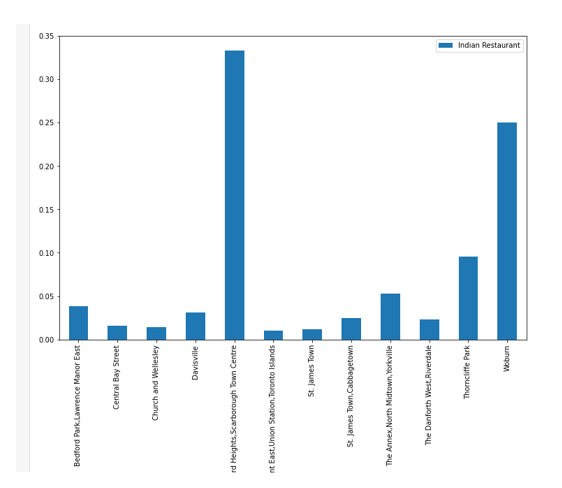 0.35
Indian Restaurant
0.30
0.25
0.20
0.15
0.10
0.05
0.00
Bedford Park,Lawrence Manor East
Central Bay Street
Church and Wellesley
Davisville
rd Heights,Scarborough Town Centre
nt East,Union Station,Toronto Islands
St. James Town
St. James Town,Cabbagetown
The Annex,North Midtown,Yorkville
The Danforth West,Riverdale
Thorncliffe Park
Woburn